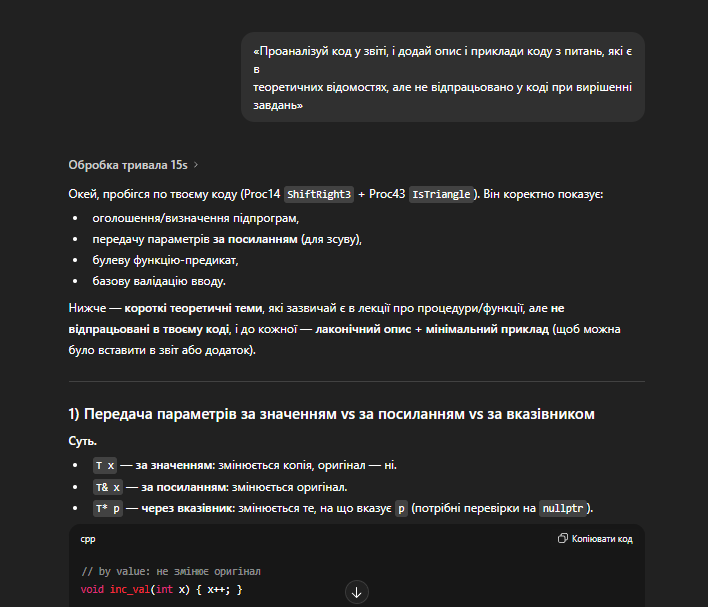 «Проаналізуй код у звіті, і додай опис і приклади коду з питань, які є
в
теоретичних відомостях, але не відпрацьовано у коді при вирішенні
завдань»
Обробка тривала 15s >
Окей, пробігся по твоєму коду (Proc14 ShiftRight3 + Proc43 IsTriangle). Він коректно показує:
• оголошення/визначення підпрограм,
• передачу параметрів за посиланням (для зсуву),
• булеву функцію-предикат,
• базову валідацію вводу.
Нижче — короткі теоретичні теми, які зазвичай є в лекції про процедури/функції, але не
відпрацьовані в твоєму коді, і до кожної — лаконічний опис + мінімальний приклад (щоб можна
було вставити в звіт або додаток).
1) Передача параметрів за значенням vs за посиланням vs за вказівником
Суть.
• T x — за значенням: змінюється копія, оригінал — ні.
• T& x — за посиланням: змінюється оригінал.
• T* p — через вказівник: змінюється те, на що вказує p (потрібні перевірки на nullptr).
cpp
Копіювати код
// by value: не змінює оригінал
void inc_val(int x) { x++; }